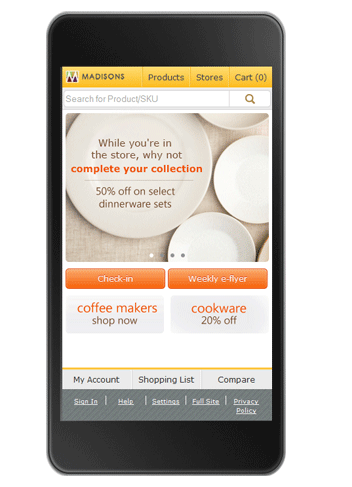 MADISONS Products Stores Cart (0)
Search for Product/SKU
While you're in
the store, why not
complete your collection
50% off on select
dinnerware sets
Check-in Weekly e-flyer
coffee makers cookware
shop now 20% off
My Account Shopping List Compare
Sign In | Help | Settings | Full Site | Privacy
Policy